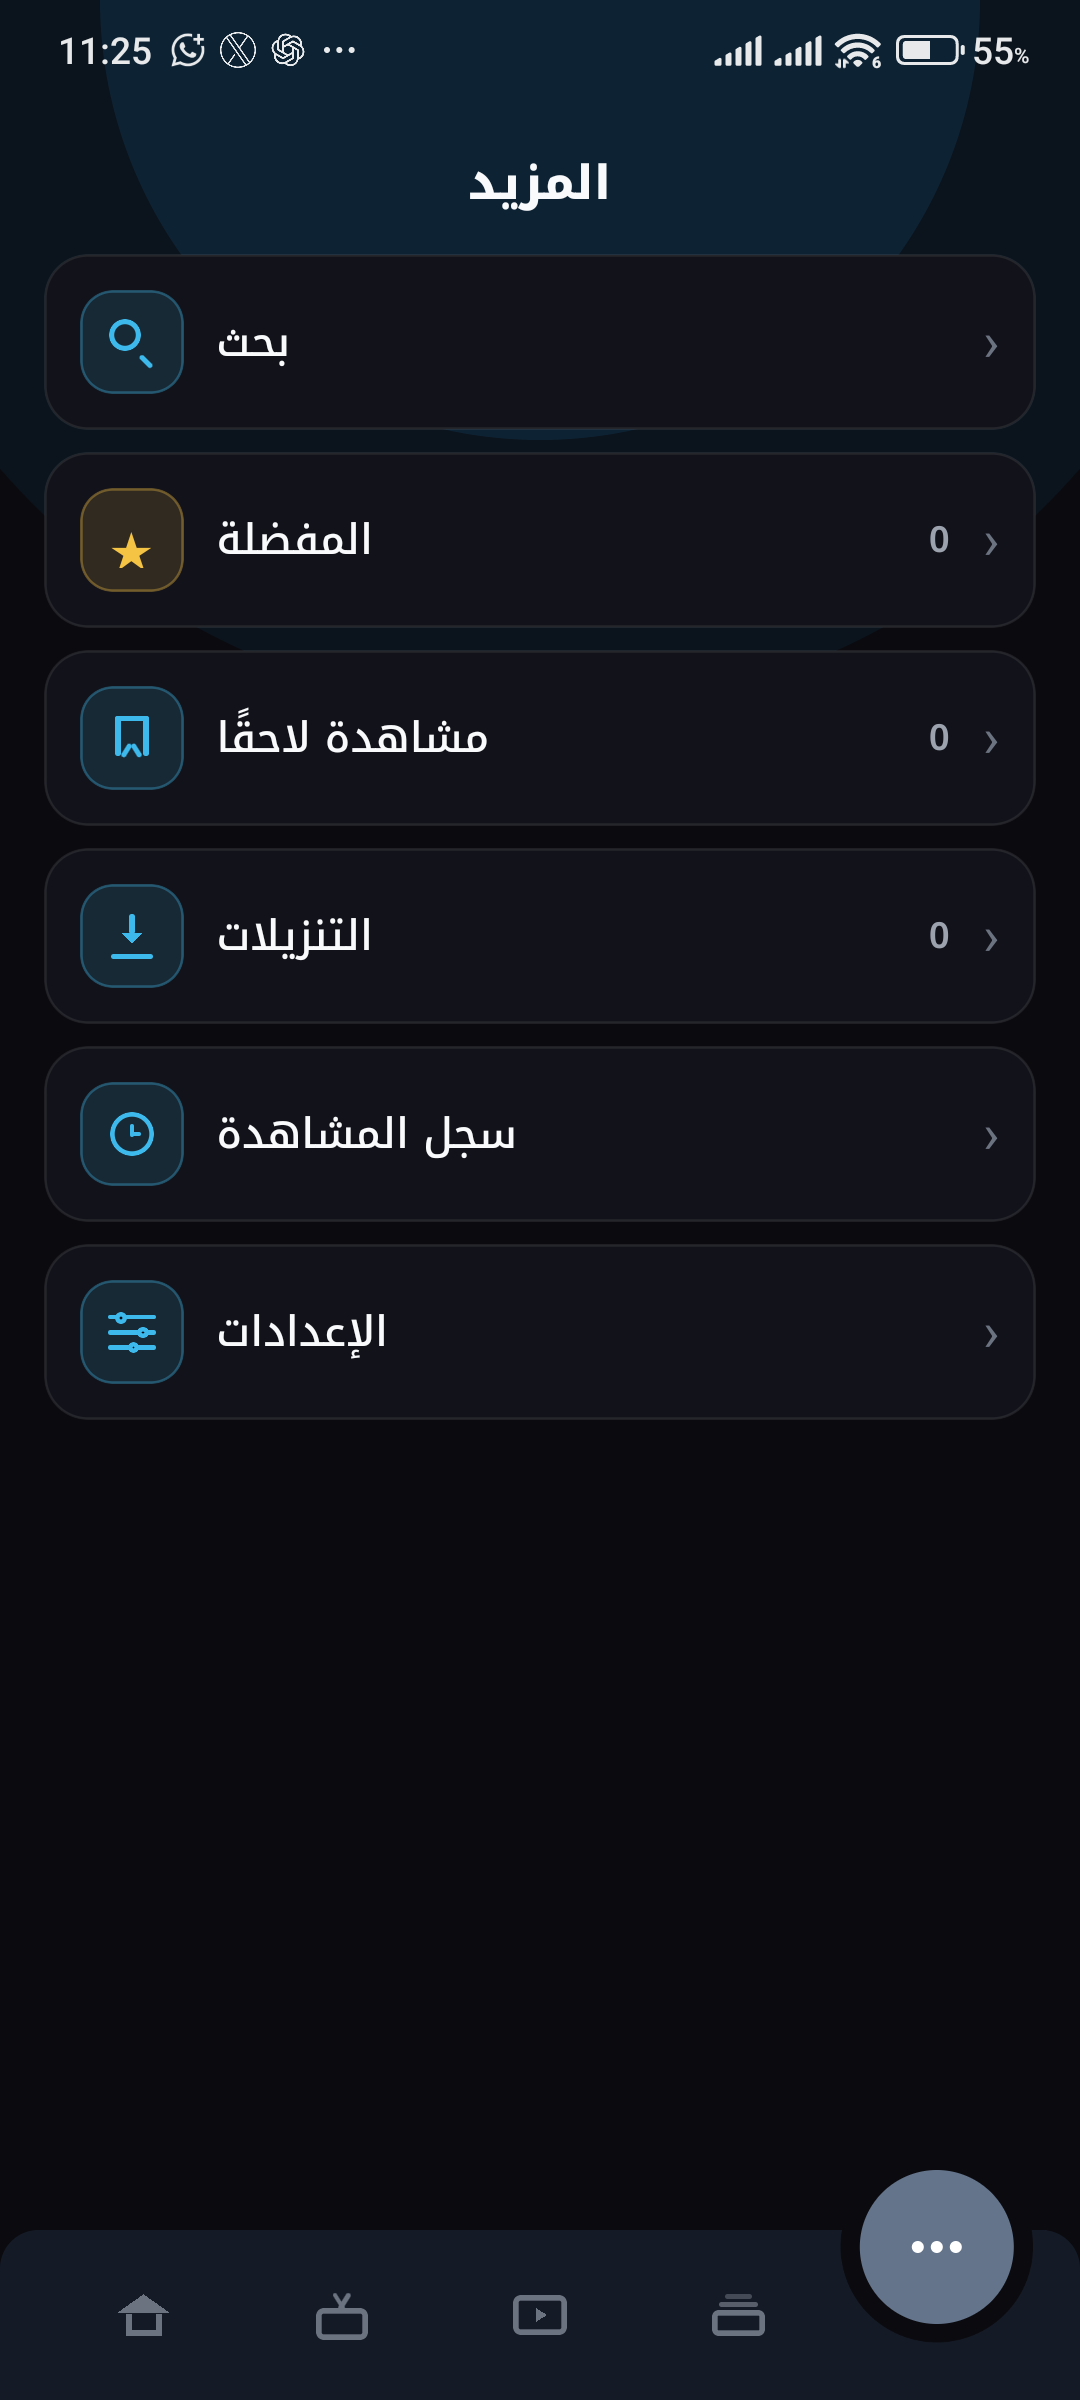 11:25 55%
المزيد
بحث
المفضلة 0
مشاهدة لاحقًا 0
التنزيلات 0
سجل المشاهدة
الإعدادات